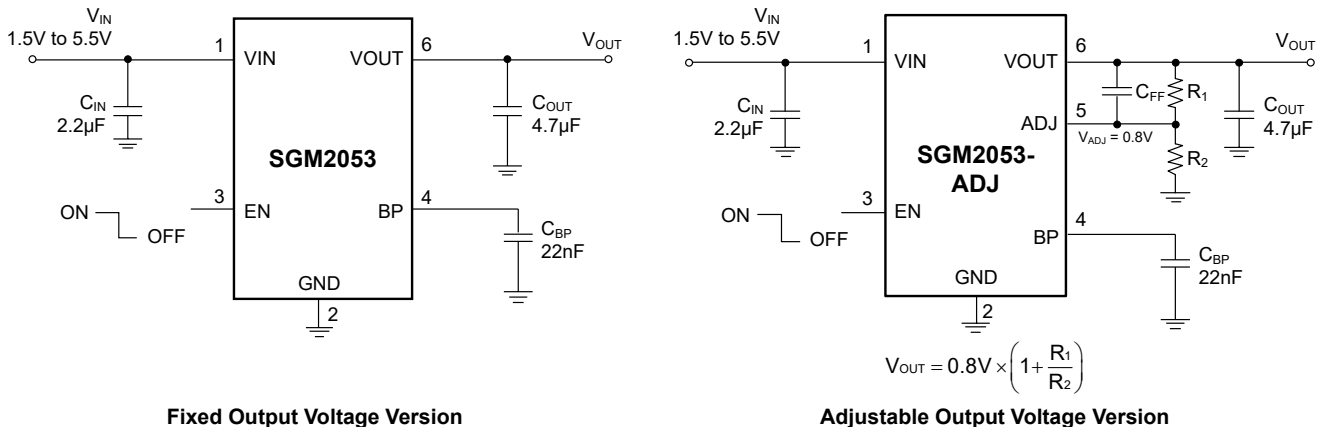 VIN
1.5V to 5.5V
1
VIN
VOUT
6
VOUT
CIN
2.2µF
COUT
4.7µF
SGM2053
ON
OFF
3
EN
BP
4
CBP
22nF
GND
2
Fixed Output Voltage Version
VIN
1.5V to 5.5V
1
VIN
VOUT
6
VOUT
CIN
2.2µF
CFF
R1
COUT
4.7µF
ADJ
5
VADJ = 0.8V
R2
SGM2053-
ADJ
ON
OFF
3
EN
BP
4
CBP
22nF
GND
2
VOUT = 0.8V × (1 + R1/R2)
Adjustable Output Voltage Version